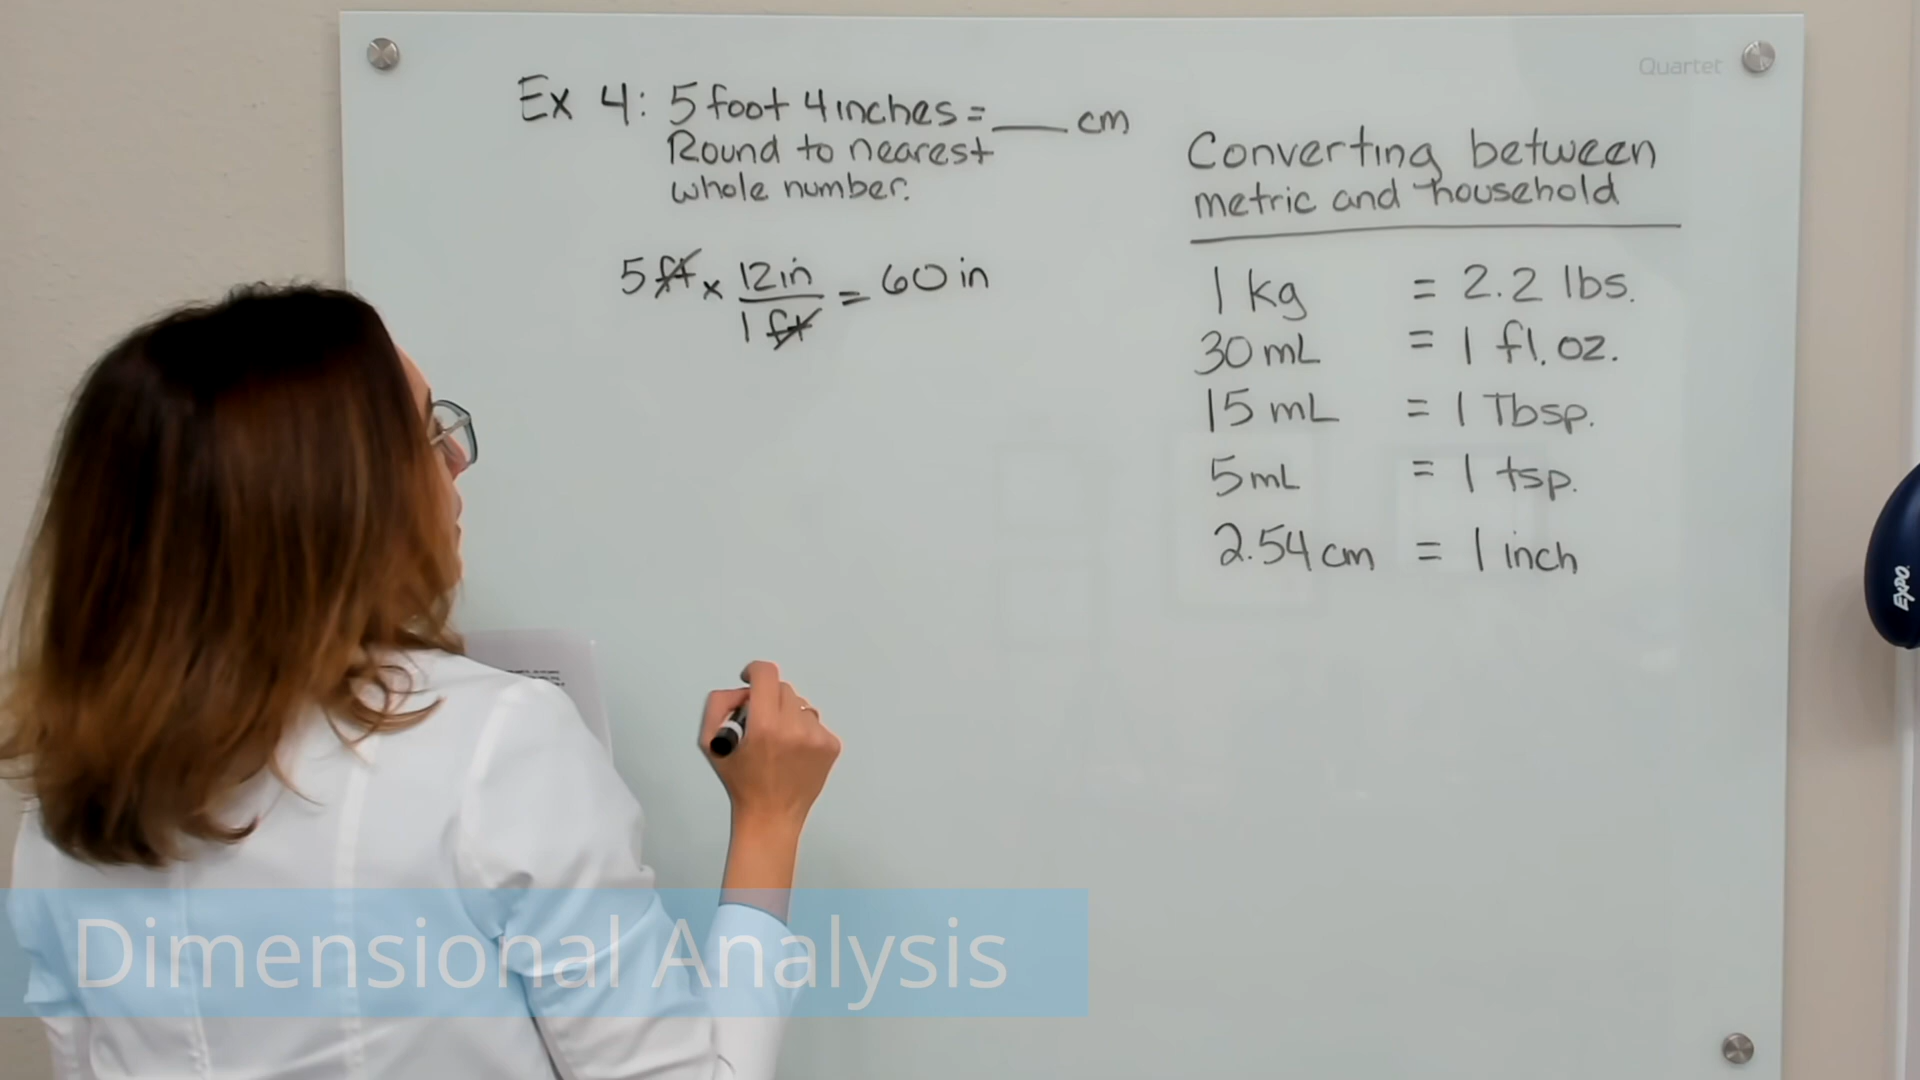 Quartet
Ex 4: 5 foot 4 inches = ___ cm
Round to nearest
whole number.
5 ft x 12 in / 1 ft = 60 in
Converting between
metric and household
1 kg = 2.2 lbs.
30 mL = 1 fl. oz.
15 mL = 1 Tbsp.
5 mL = 1 tsp.
2.54 cm = 1 inch
EXPO
Dimensional Analysis